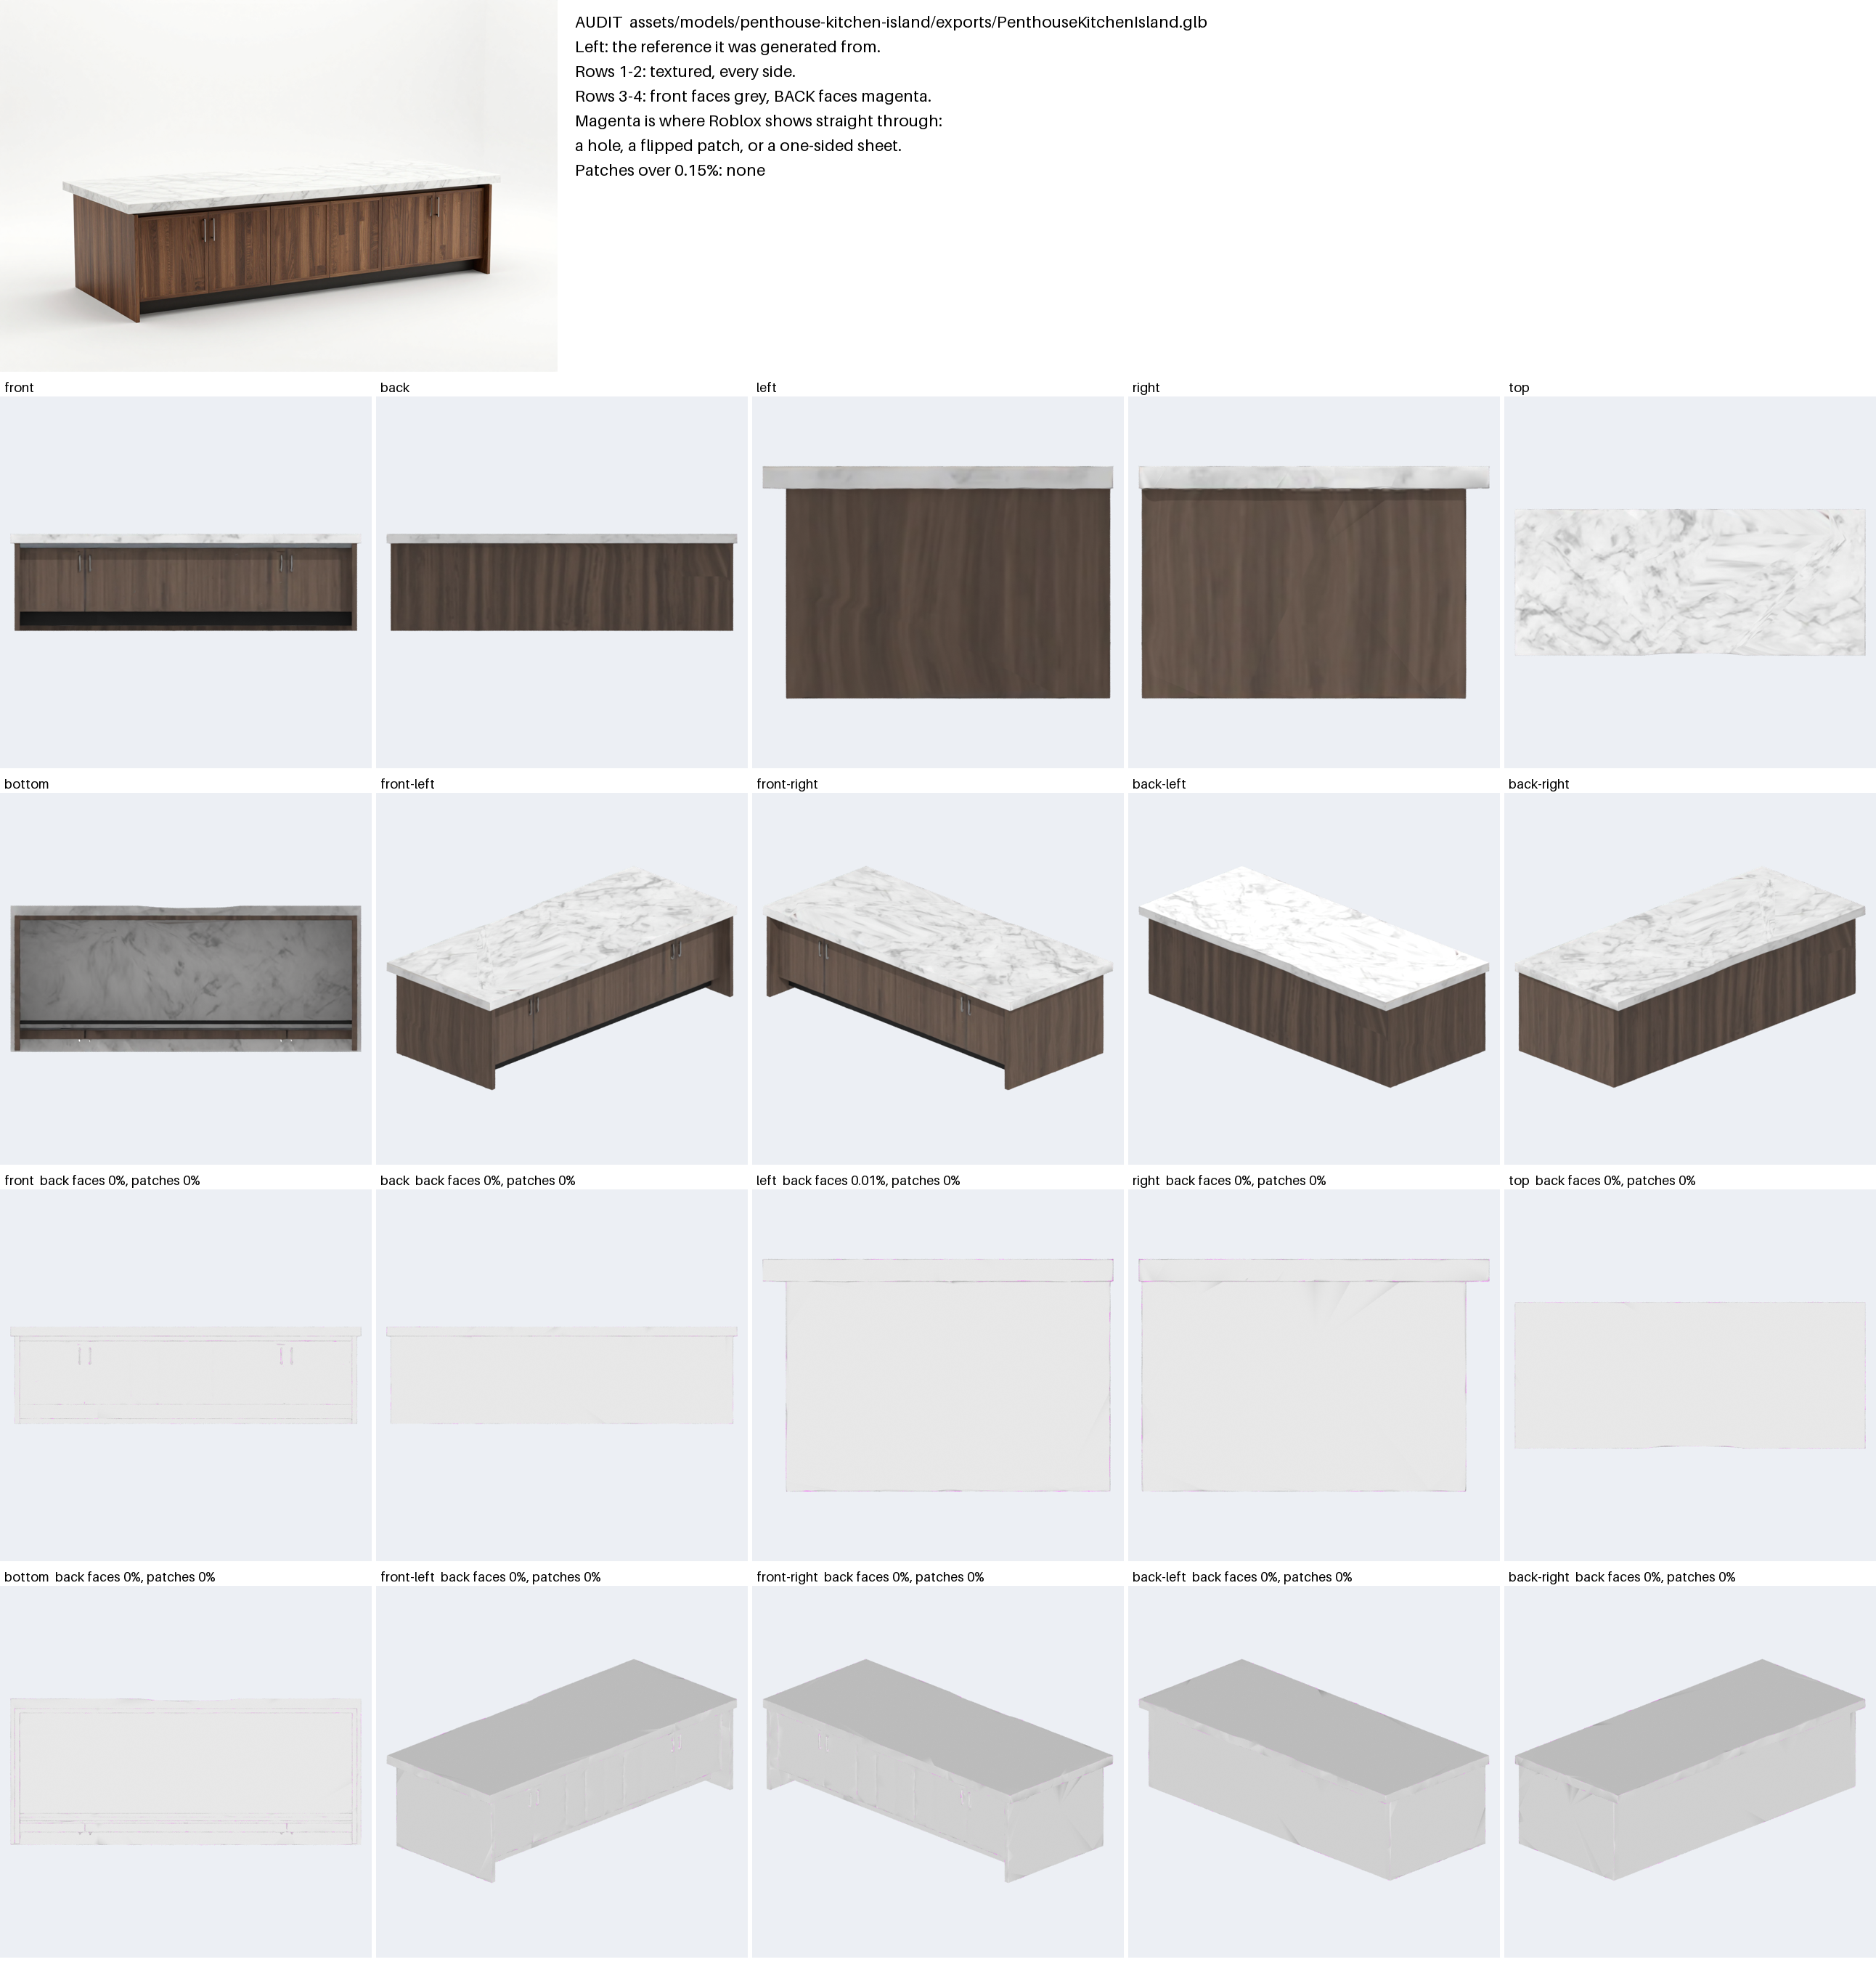 AUDIT  assets/models/penthouse-kitchen-island/exports/PenthouseKitchenIsland.glb
Left: the reference it was generated from.
Rows 1-2: textured, every side.
Rows 3-4: front faces grey, BACK faces magenta.
Magenta is where Roblox shows straight through:
a hole, a flipped patch, or a one-sided sheet.
Patches over 0.15%: none
front
back
left
right
top
bottom
front-left
front-right
back-left
back-right
front  back faces 0%, patches 0%
back  back faces 0%, patches 0%
left  back faces 0.01%, patches 0%
right  back faces 0%, patches 0%
top  back faces 0%, patches 0%
bottom  back faces 0%, patches 0%
front-left  back faces 0%, patches 0%
front-right  back faces 0%, patches 0%
back-left  back faces 0%, patches 0%
back-right  back faces 0%, patches 0%